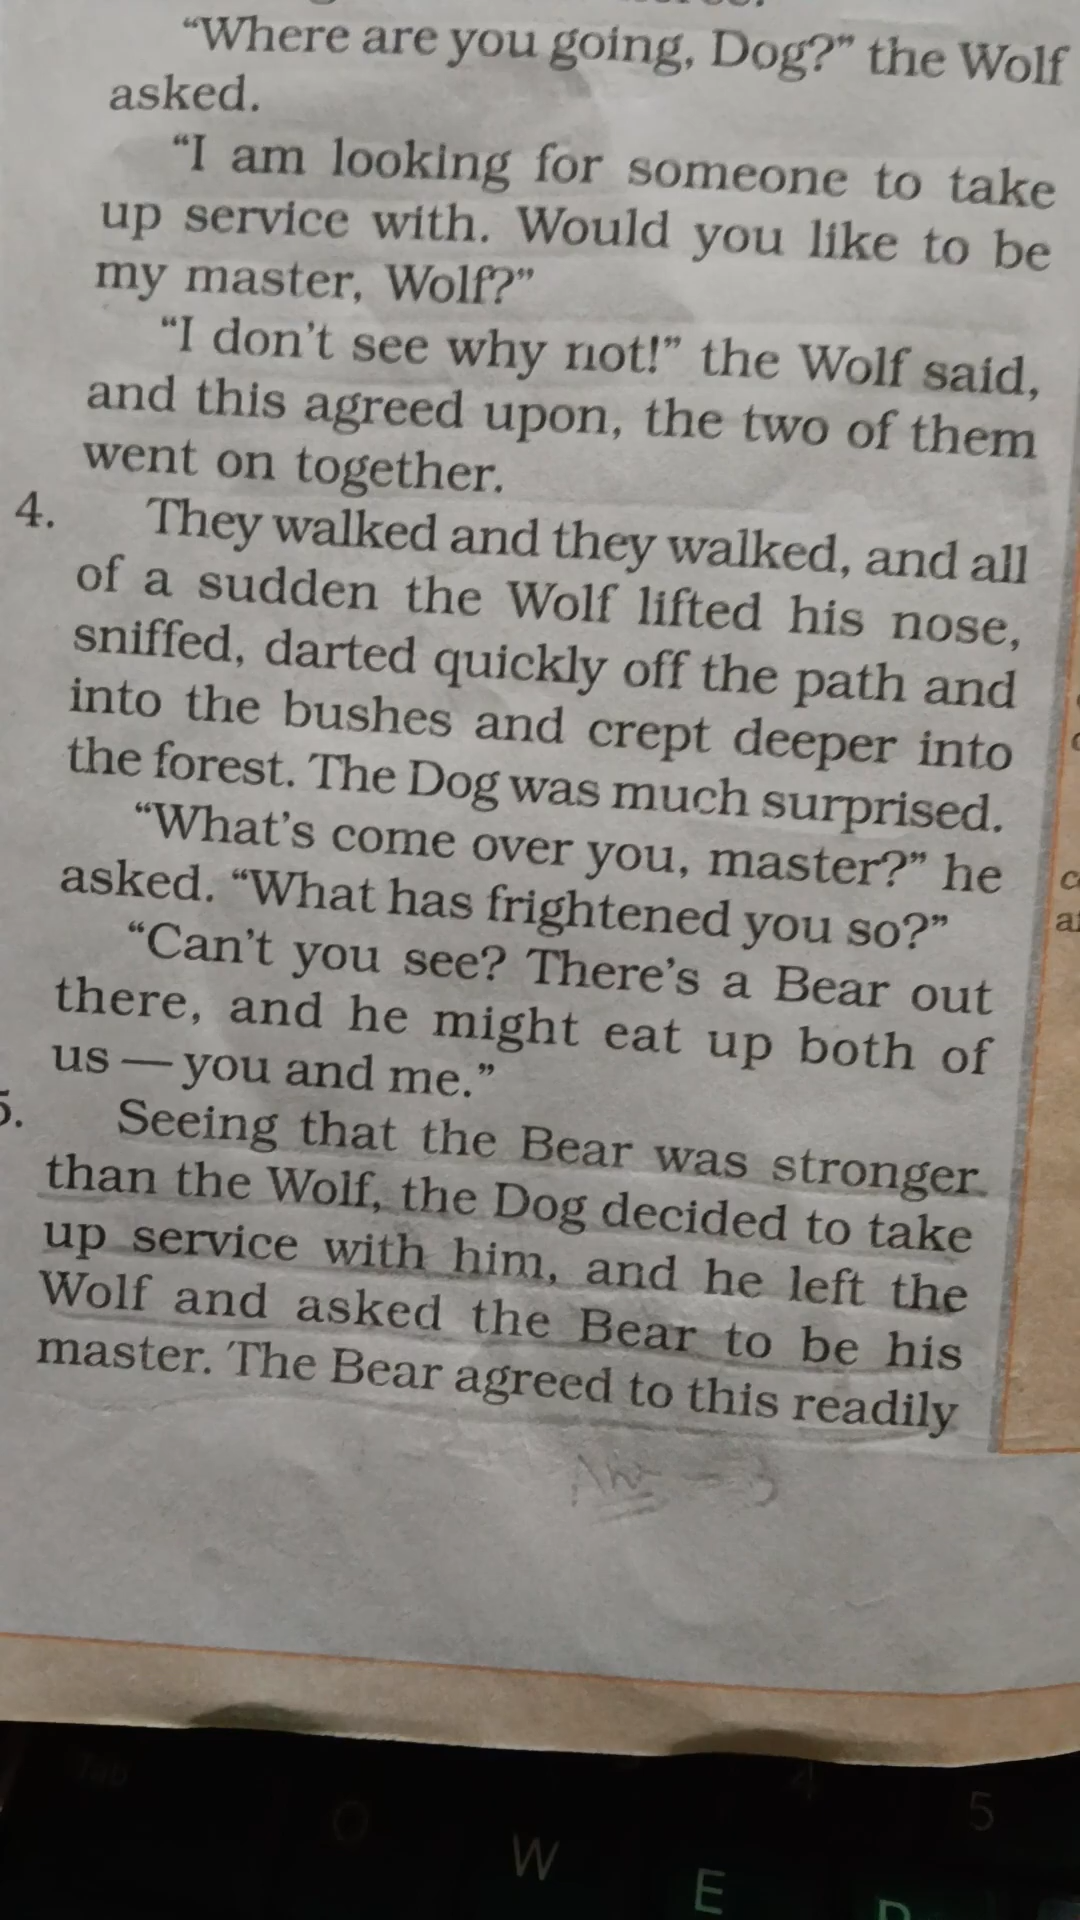 “Where are you going, Dog?” the Wolf
asked.
“I am looking for someone to take
up service with. Would you like to be
my master, Wolf?”
“I don’t see why not!” the Wolf said,
and this agreed upon, the two of them
went on together.
4. They walked and they walked, and all
of a sudden the Wolf lifted his nose,
sniffed, darted quickly off the path and
into the bushes and crept deeper into
the forest. The Dog was much surprised.
“What’s come over you, master?” he
asked. “What has frightened you so?”
“Can’t you see? There’s a Bear out
there, and he might eat up both of
us — you and me.”
5. Seeing that the Bear was stronger
than the Wolf, the Dog decided to take
up service with him, and he left the
Wolf and asked the Bear to be his
master. The Bear agreed to this readily
Ans – 3
Tab
4
5
W
E